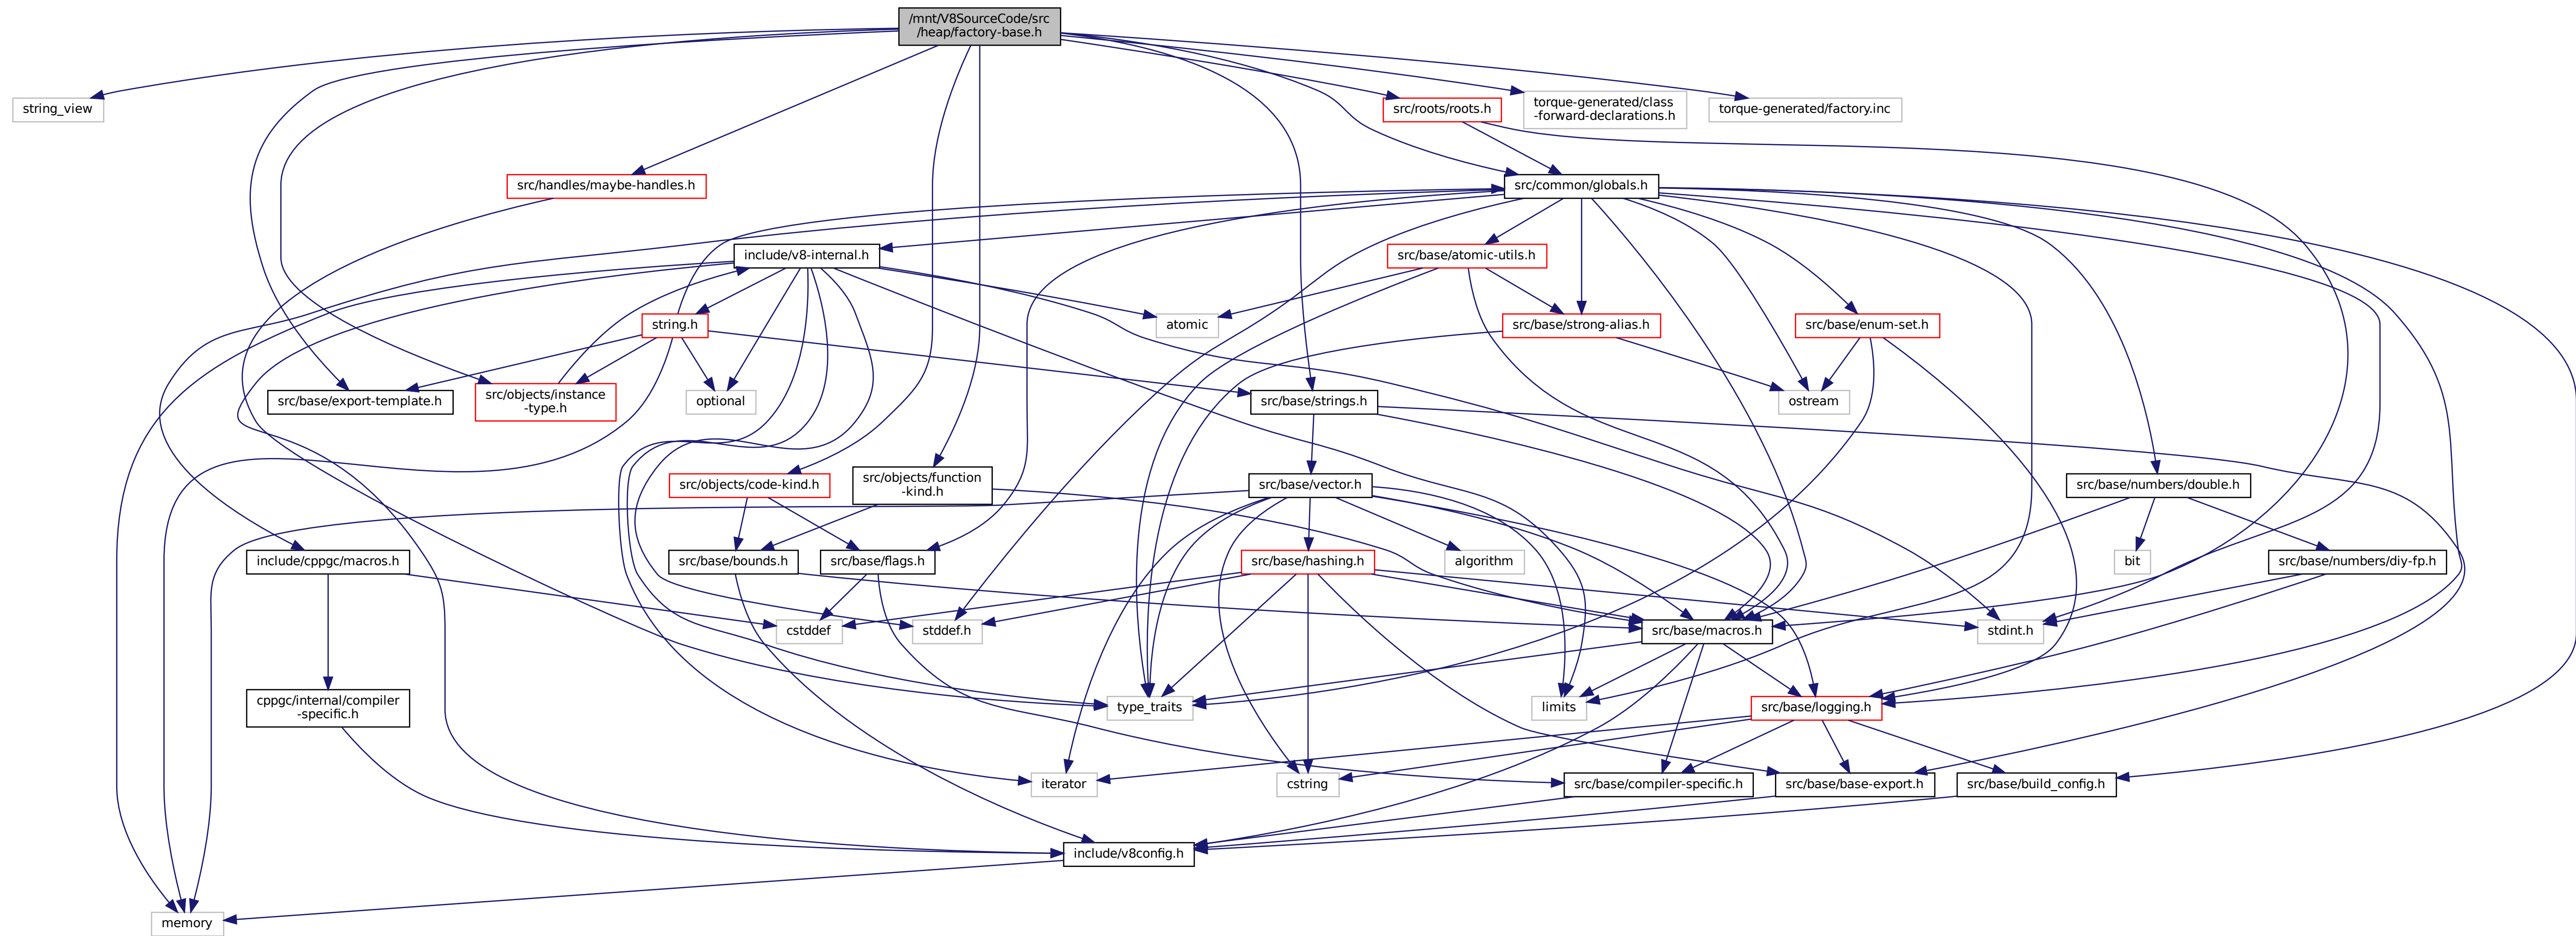 /mnt/V8SourceCode/src
/heap/factory-base.h
string_view
src/roots/roots.h
torque-generated/class
-forward-declarations.h
torque-generated/factory.inc
src/handles/maybe-handles.h
src/common/globals.h
include/v8-internal.h
src/base/atomic-utils.h
string.h
atomic
src/base/strong-alias.h
src/base/enum-set.h
src/base/export-template.h
src/objects/instance
-type.h
optional
src/base/strings.h
ostream
src/objects/code-kind.h
src/objects/function
-kind.h
src/base/vector.h
src/base/numbers/double.h
include/cppgc/macros.h
src/base/bounds.h
src/base/flags.h
src/base/hashing.h
algorithm
bit
src/base/numbers/diy-fp.h
cstddef
stddef.h
src/base/macros.h
stdint.h
cppgc/internal/compiler
-specific.h
type_traits
limits
src/base/logging.h
iterator
cstring
src/base/compiler-specific.h
src/base/base-export.h
src/base/build_config.h
include/v8config.h
memory